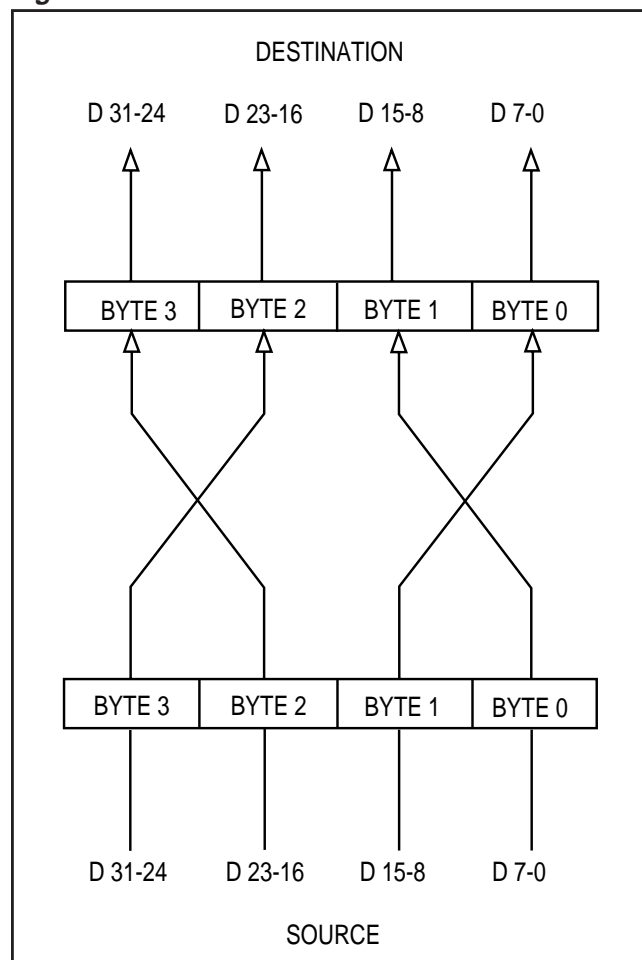 DESTINATION
D 31-24 D 23-16 D 15-8 D 7-0
BYTE 3 BYTE 2 BYTE 1 BYTE 0
BYTE 3 BYTE 2 BYTE 1 BYTE 0
D 31-24 D 23-16 D 15-8 D 7-0
SOURCE